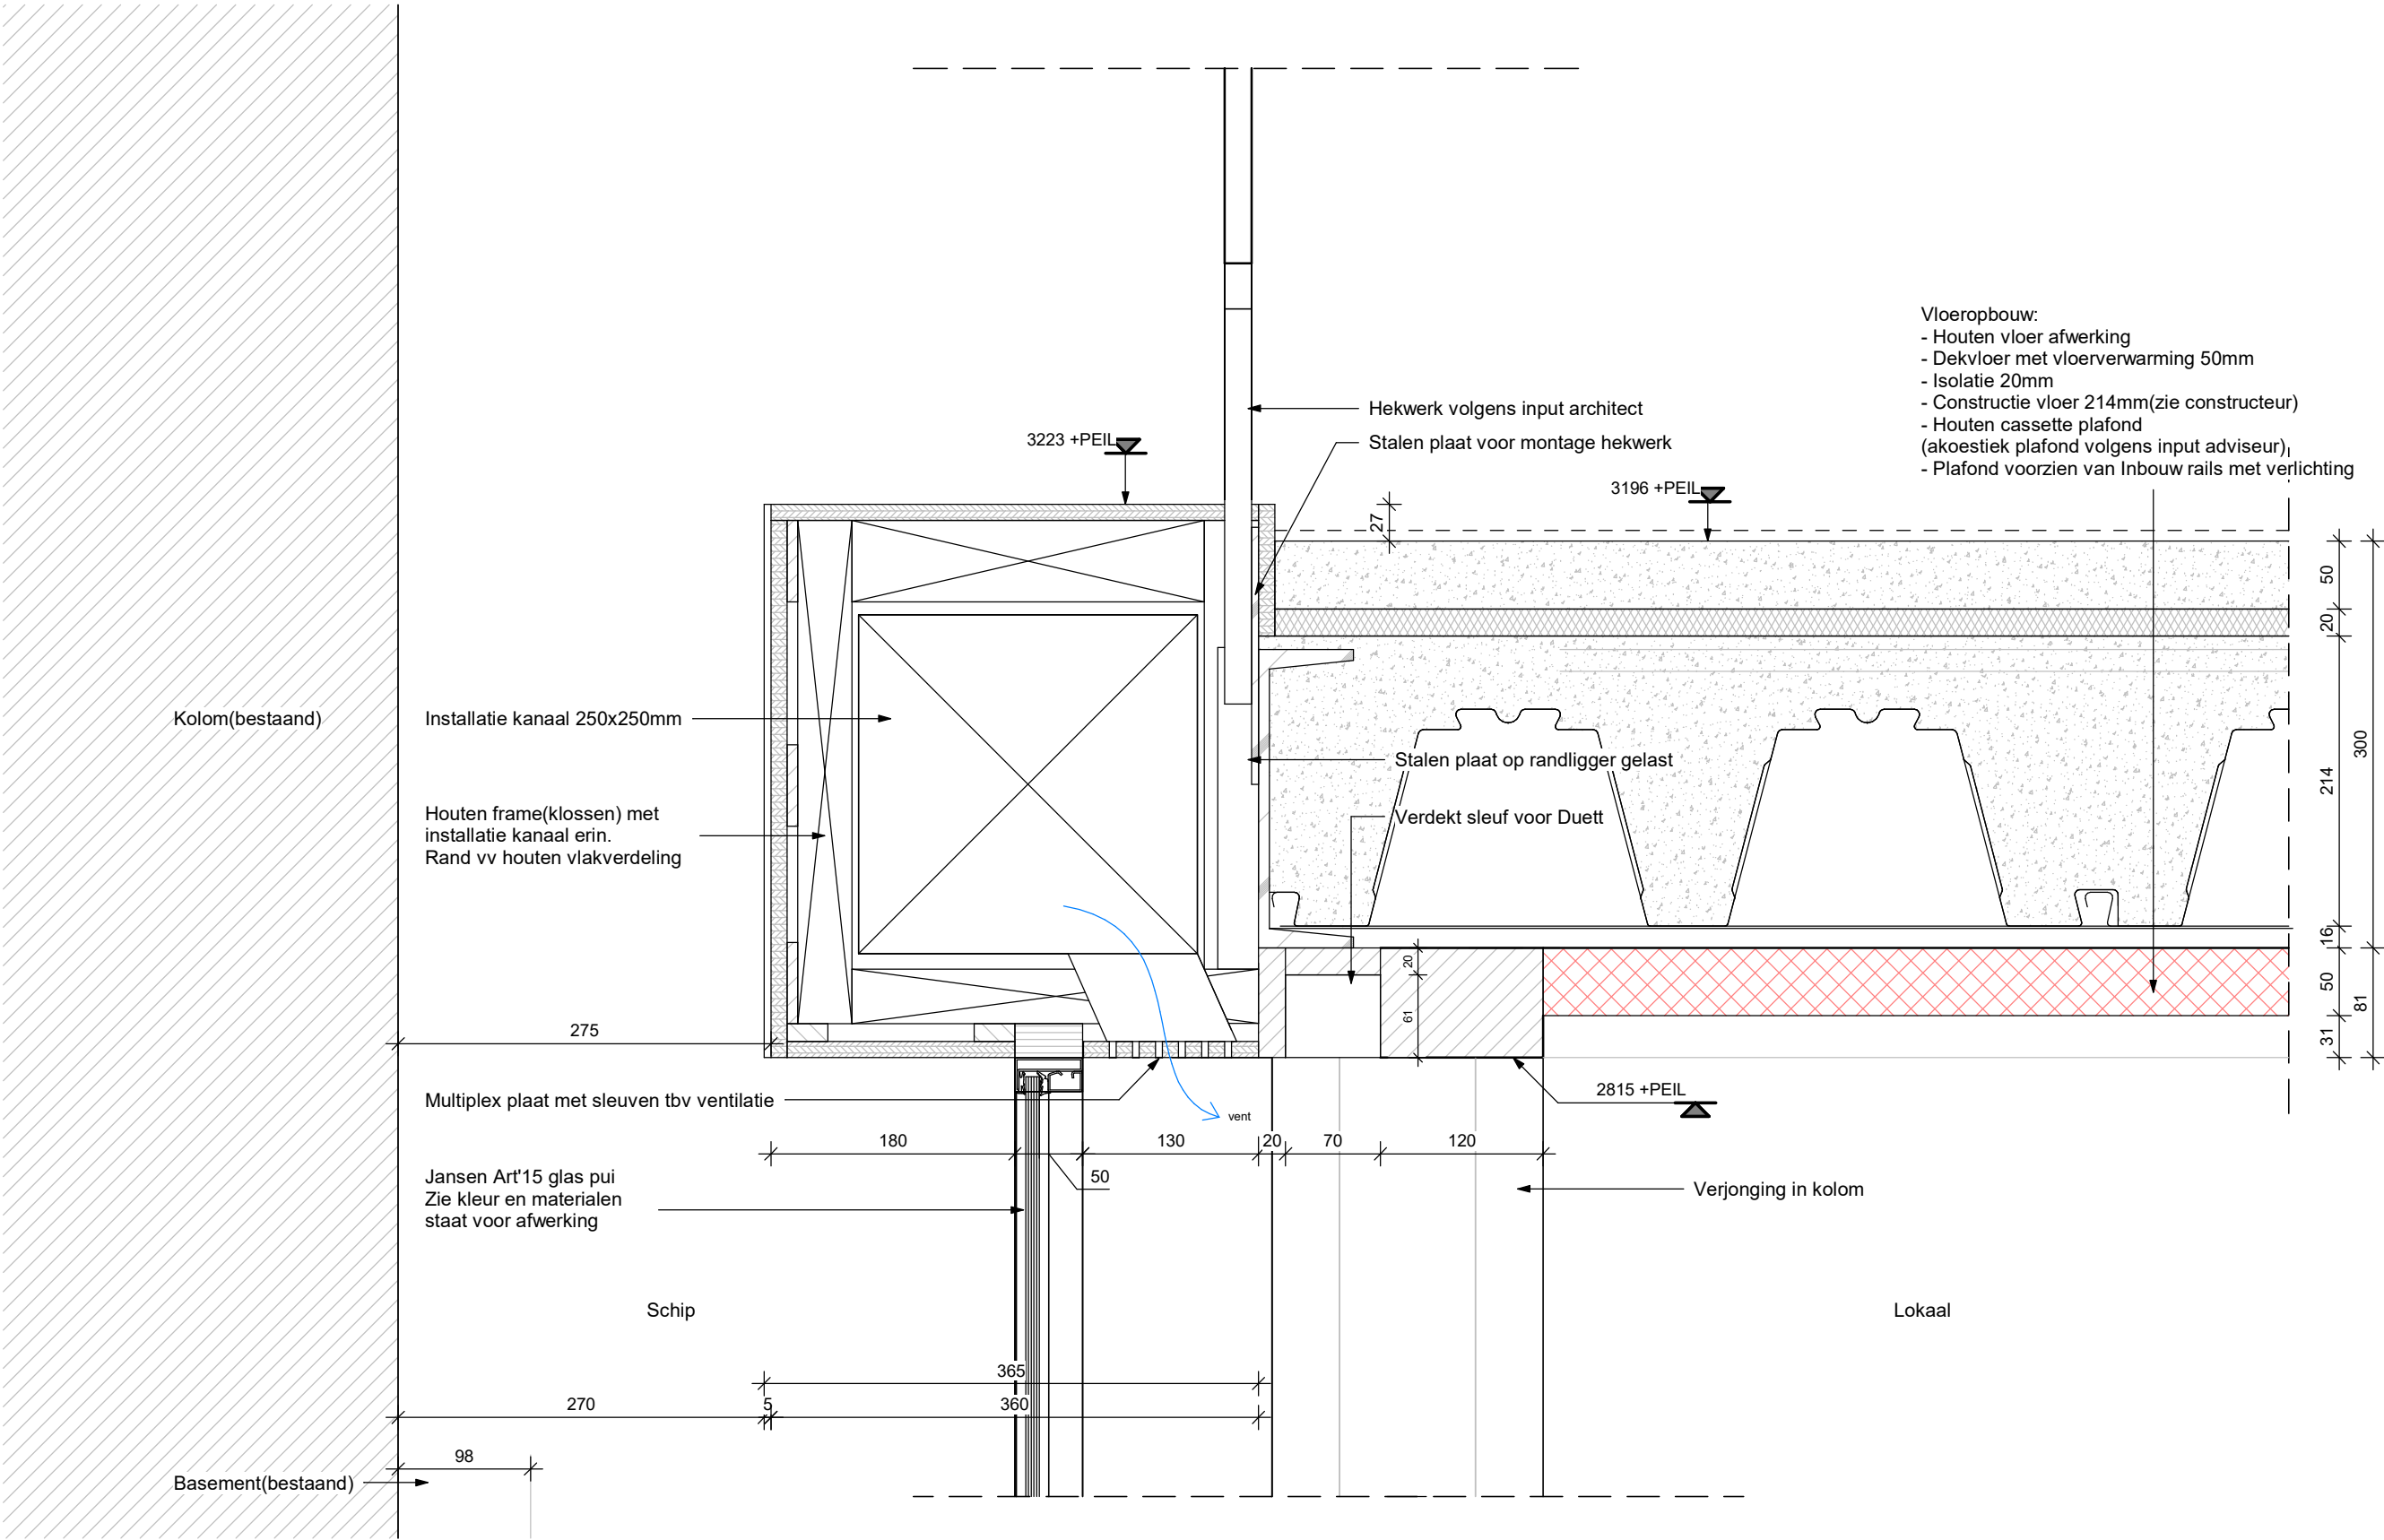 Vloeropbouw:
- Houten vloer afwerking
- Dekvloer met vloerverwarming 50mm
- Isolatie 20mm
- Constructie vloer 214mm(zie constructeur)
- Houten cassette plafond
(akoestiek plafond volgens input adviseur)
- Plafond voorzien van Inbouw rails met verlichting
Hekwerk volgens input architect
Stalen plaat voor montage hekwerk
3223 +PEIL
3196 +PEIL
27
50
20
300
214
16
50
81
31
Kolom(bestaand)
Installatie kanaal 250x250mm
Stalen plaat op randligger gelast
Houten frame(klossen) met
installatie kanaal erin.
Rand vv houten vlakverdeling
Verdekt sleuf voor Duett
20
61
275
Multiplex plaat met sleuven tbv ventilatie
vent
2815 +PEIL
180
130
20
70
120
50
Jansen Art'15 glas pui
Zie kleur en materialen
staat voor afwerking
Verjonging in kolom
Schip
Lokaal
365
270
5
360
98
Basement(bestaand)